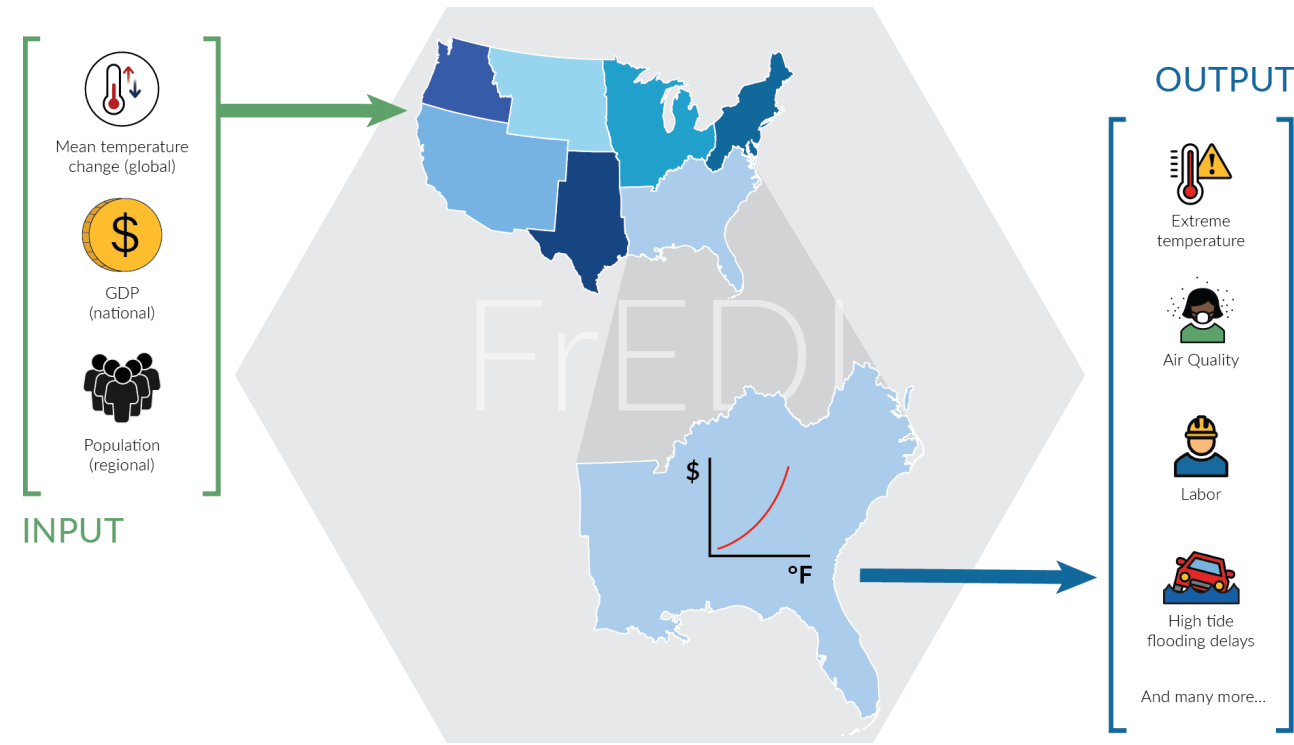 Mean temperature
change (global)
$
GDP
(national)
Population
(regional)
INPUT
FrEDI
$
°F
OUTPUT
Extreme
temperature
Air Quality
Labor
High tide
flooding delays
And many more...